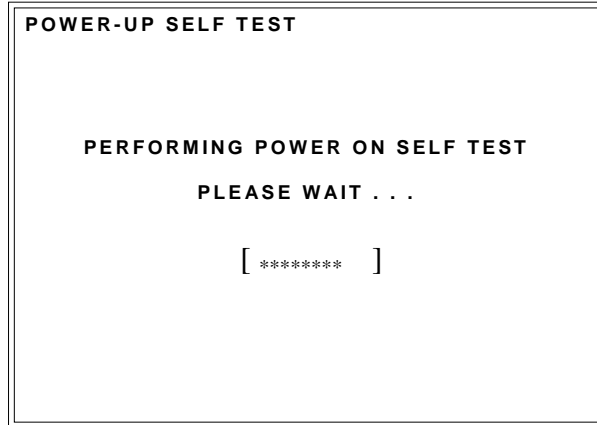 POWER-UP SELF TEST
PERFORMING POWER ON SELF TEST
PLEASE WAIT . . .
[ ******** ]